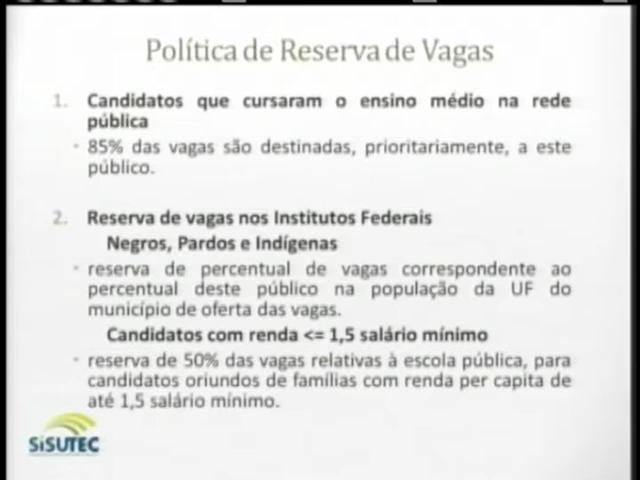 Política de Reserva de Vagas
1. Candidatos que cursaram o ensino médio na rede
pública
• 85% das vagas são destinadas, prioritariamente, a este
público.
2. Reserva de vagas nos Institutos Federais
Negros, Pardos e Indígenas
• reserva de percentual de vagas correspondente ao
percentual deste público na população da UF do
município de oferta das vagas.
Candidatos com renda <= 1,5 salário mínimo
• reserva de 50% das vagas relativas à escola pública, para
candidatos oriundos de famílias com renda per capita de
até 1,5 salário mínimo.
SiSUTEC